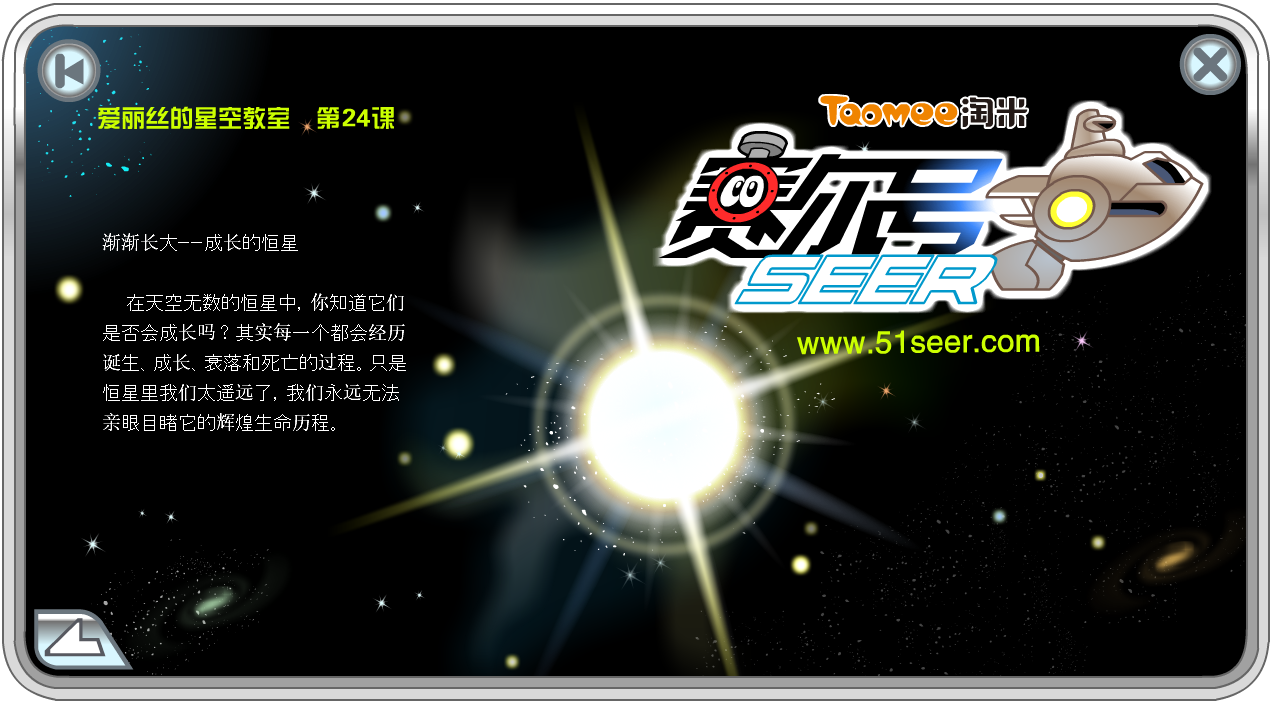 爱丽丝的星空教室 第24课
Taomee淘米
赛尔号
SEER
www.51seer.com
渐渐长大--成长的恒星
在天空无数的恒星中,你知道它们
是否会成长吗?其实每一个都会经历
诞生、成长、衰落和死亡的过程。只是
恒星里我们太遥远了,我们永远无法
亲眼目睹它的辉煌生命历程。